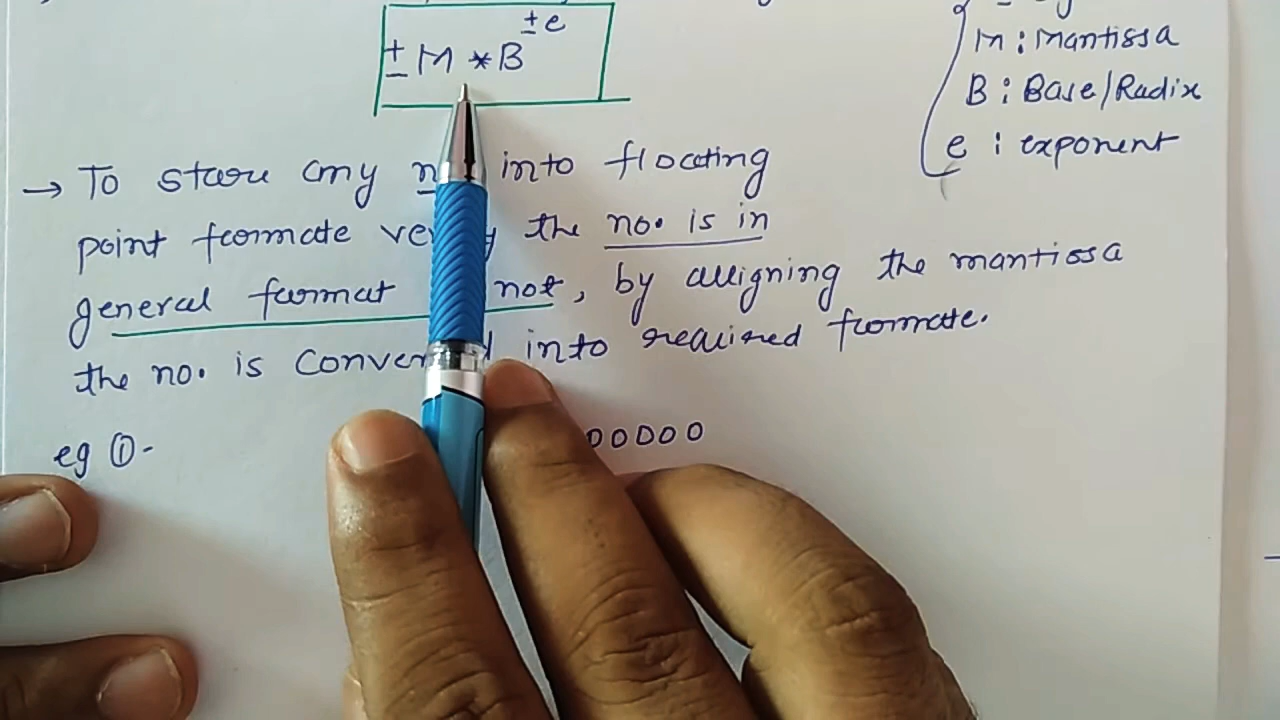 ± M * B ± e
M : Mantissa
B : Base/Radix
e : exponent
→ To store any into floating
point formate the no. is in
general format not, by alligning the mantissa
the no. is into required formate.
eg ①- 00000